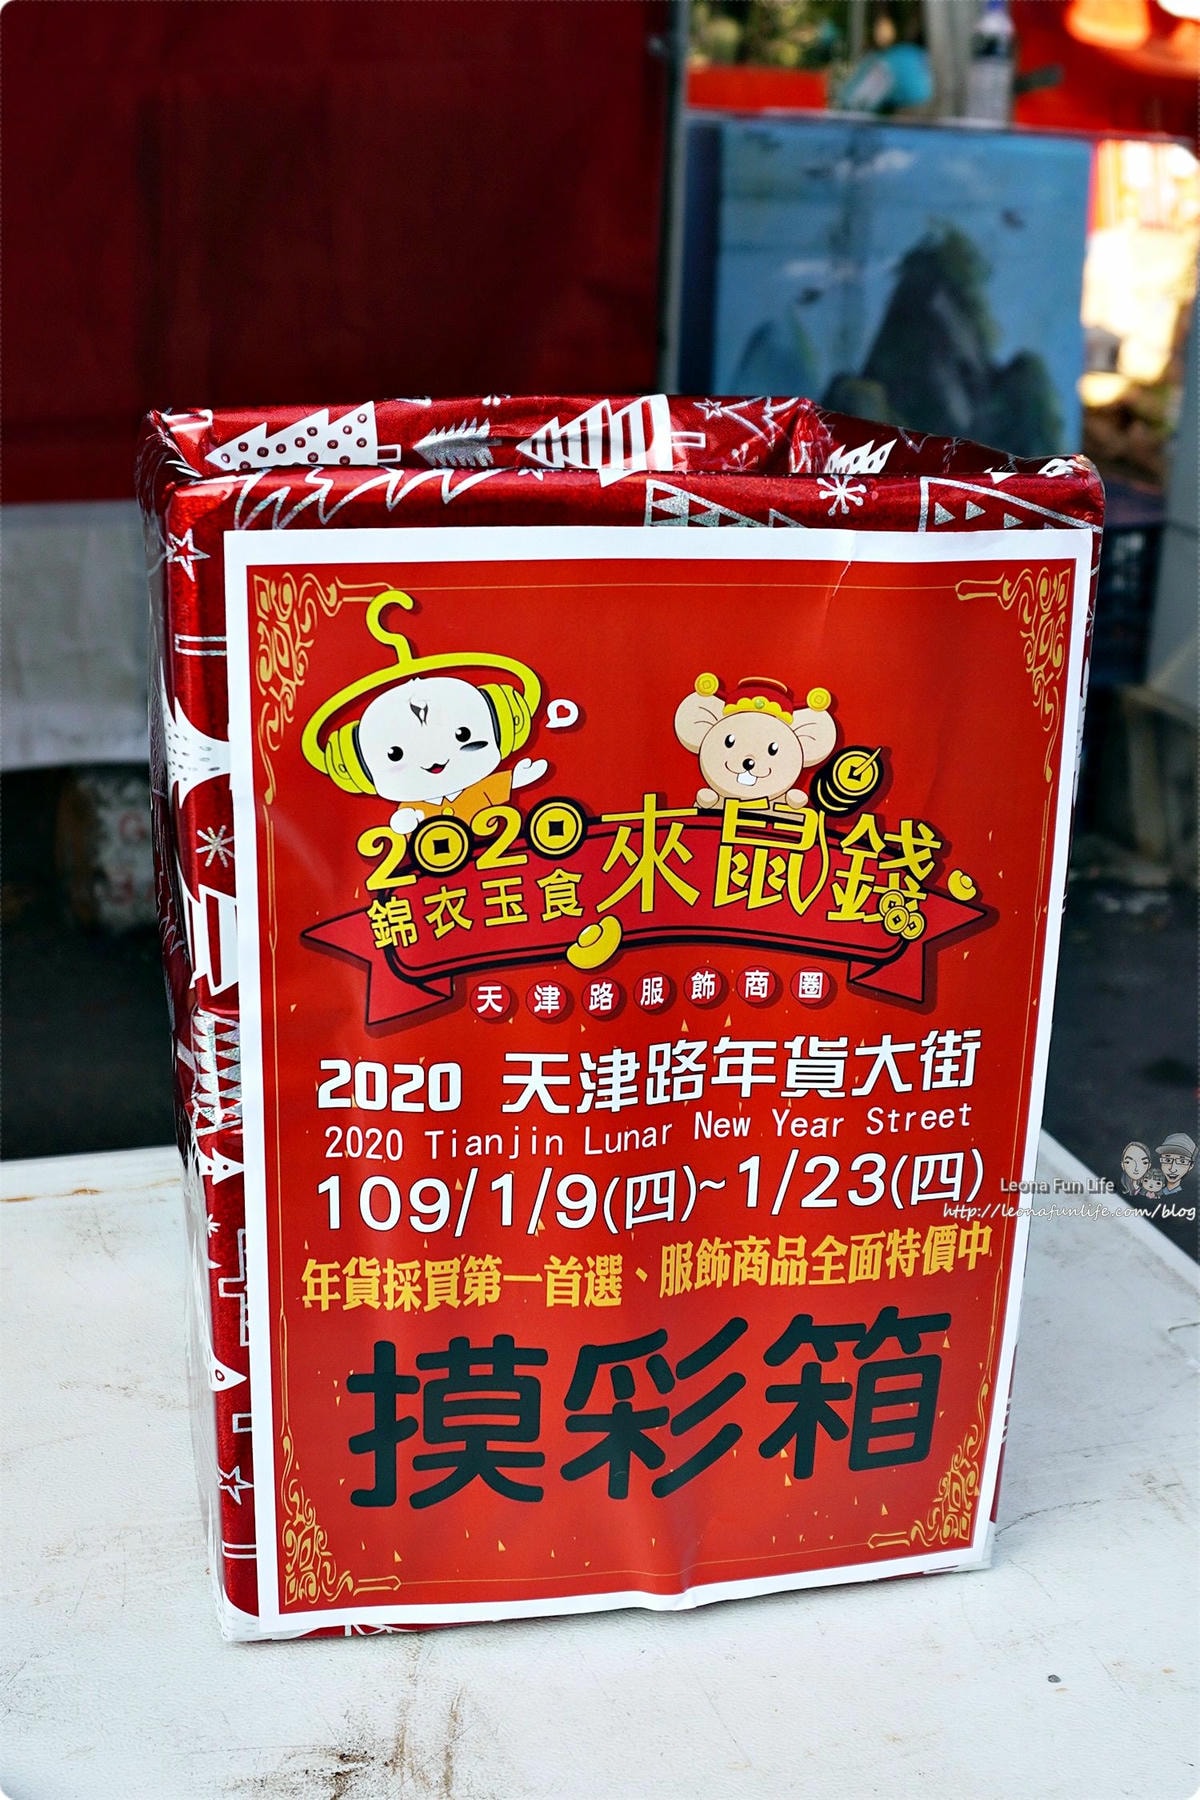 2020
錦衣玉食
來鼠錢
天津路服飾商圈
2020 天津路年貨大街
2020 Tianjin Lunar New Year Street
109/1/9(四)~1/23(四)
年貨採買第一首選、服飾商品全面特價中
摸彩箱
Leona Fun Life
http://leonafunlife.com/blog